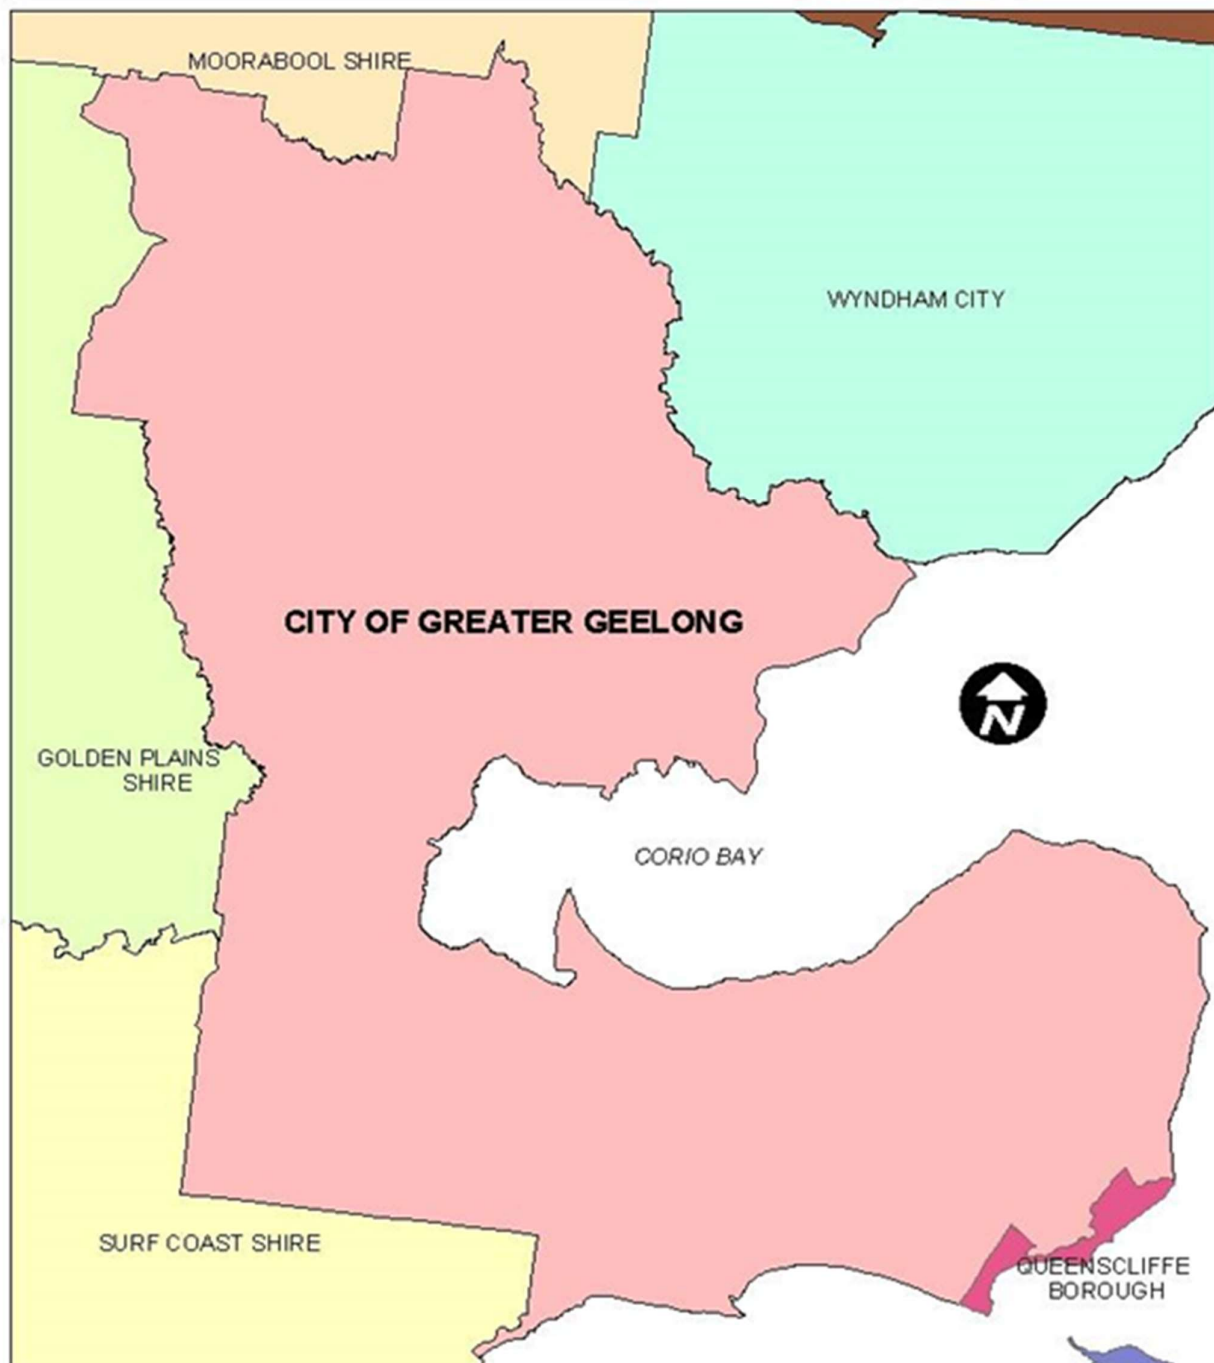 MOORABOOL SHIRE
WYNDHAM CITY
CITY OF GREATER GEELONG
N
GOLDEN PLAINS
SHIRE
CORIO BAY
SURF COAST SHIRE
QUEENSCLIFFE
BOROUGH